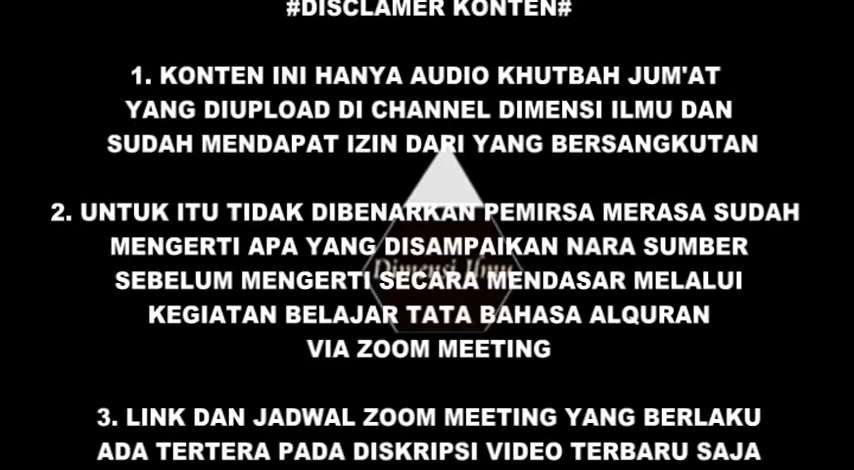 #DISCLAMER KONTEN#
1. KONTEN INI HANYA AUDIO KHUTBAH JUM'AT
YANG DIUPLOAD DI CHANNEL DIMENSI ILMU DAN
SUDAH MENDAPAT IZIN DARI YANG BERSANGKUTAN
2. UNTUK ITU TIDAK DIBENARKAN PEMIRSA MERASA SUDAH
MENGERTI APA YANG DISAMPAIKAN NARA SUMBER
Dimensi Ilmu
SEBELUM MENGERTI SECARA MENDASAR MELALUI
KEGIATAN BELAJAR TATA BAHASA ALQURAN
VIA ZOOM MEETING
3. LINK DAN JADWAL ZOOM MEETING YANG BERLAKU
ADA TERTERA PADA DISKRIPSI VIDEO TERBARU SAJA